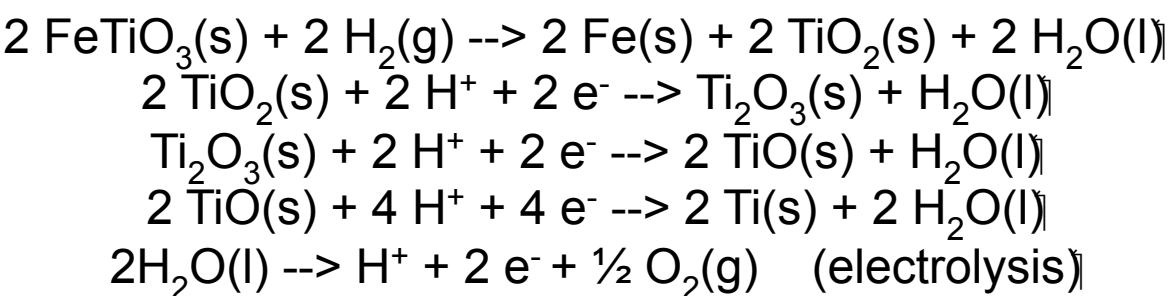 2 FeTiO₃(s) + 2 H₂(g) --> 2 Fe(s) + 2 TiO₂(s) + 2 H₂O(l)
2 TiO₂(s) + 2 H⁺ + 2 e⁻ --> Ti₂O₃(s) + H₂O(l)
Ti₂O₃(s) + 2 H⁺ + 2 e⁻ --> 2 TiO(s) + H₂O(l)
2 TiO(s) + 4 H⁺ + 4 e⁻ --> 2 Ti(s) + 2 H₂O(l)
2H₂O(l) --> H⁺ + 2 e⁻ + ½ O₂(g) (electrolysis)